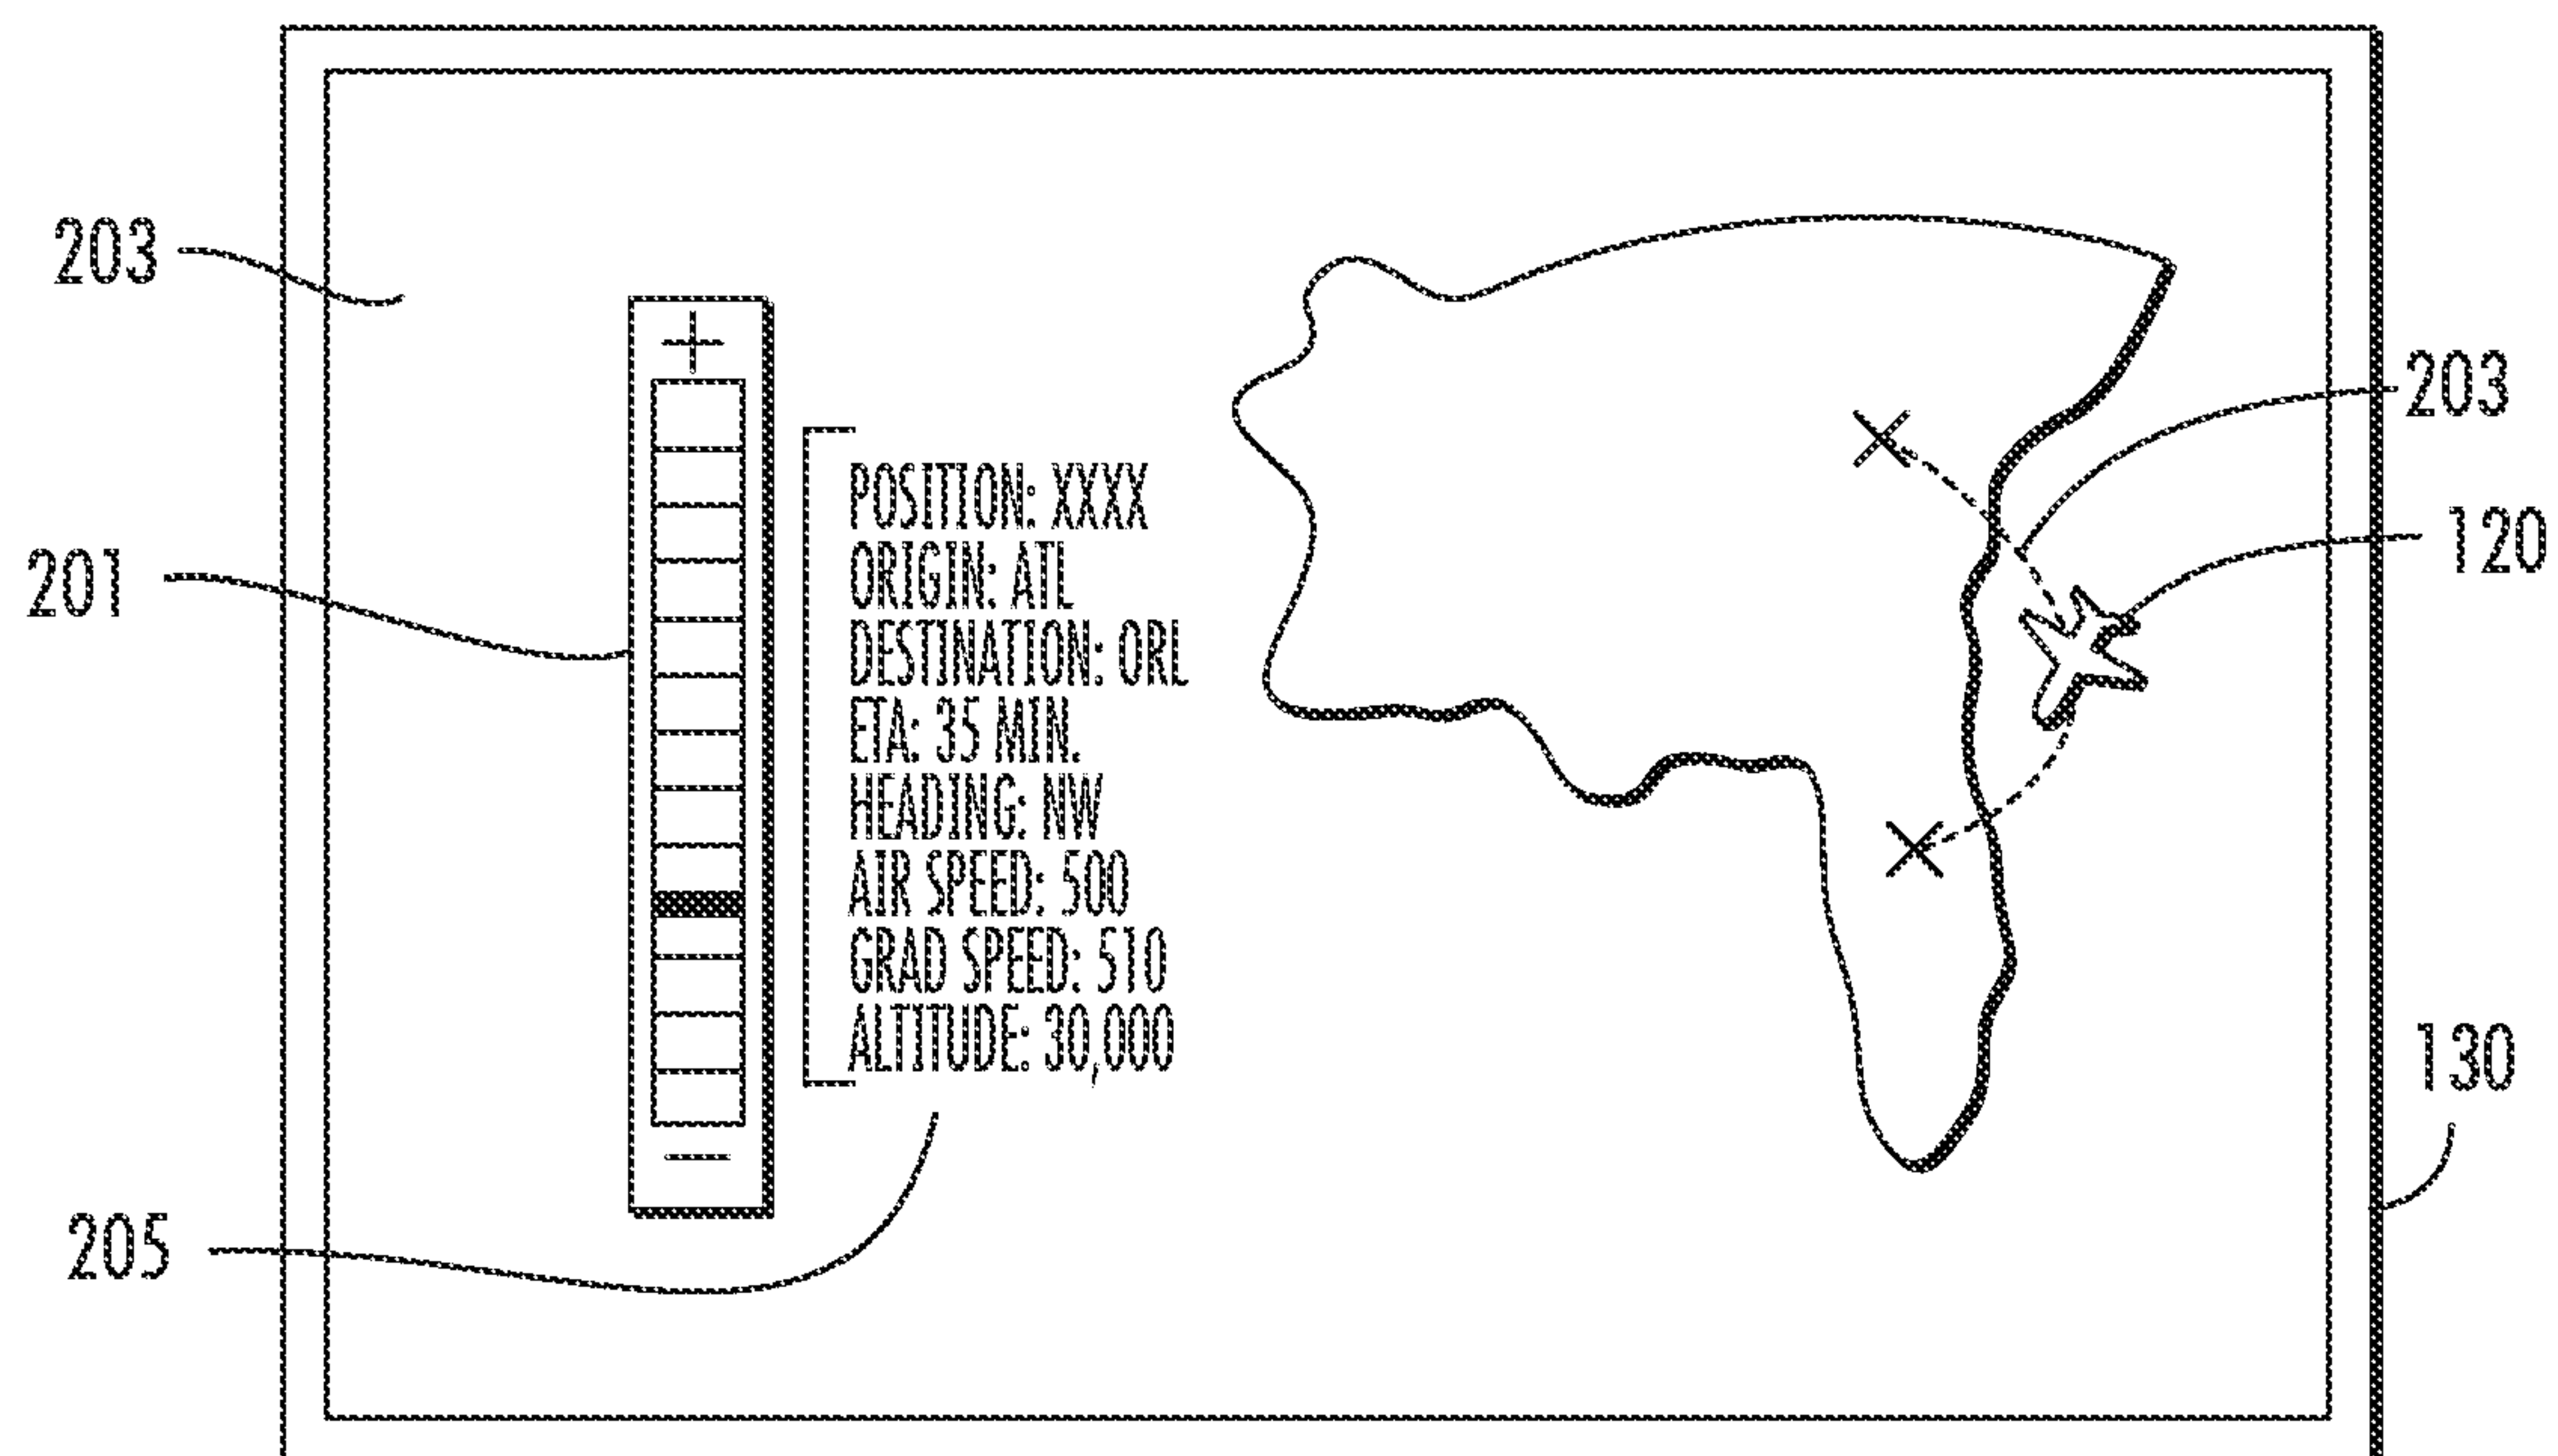 203
201
205
+
−
POSITION: XXXX
ORIGIN: ATL
DESTINATION: ORL
ETA: 35 MIN.
HEADING: NW
AIR SPEED: 500
GRAD SPEED: 510
ALTITUDE: 30,000
203
120
130